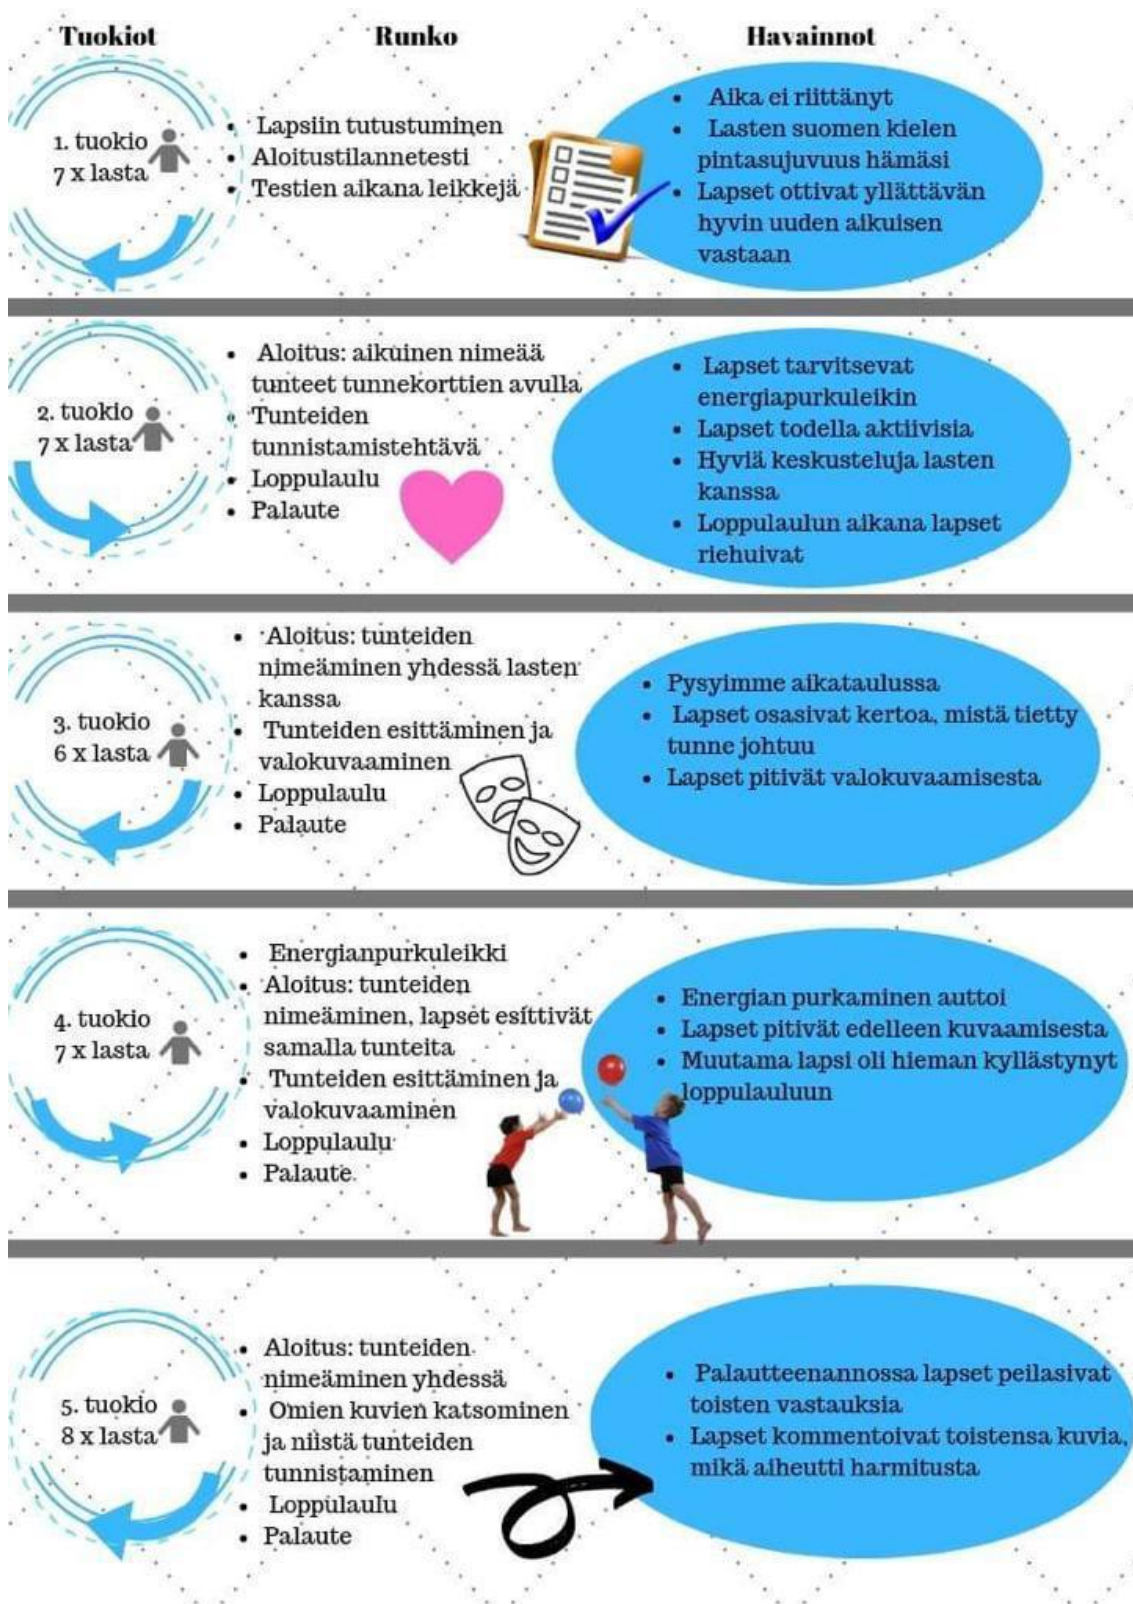 Tuokiot
Runko
Havainnot
1. tuokio
7 x lasta
• Lapsiin tutustuminen
• Aloitustilannetesti
• Testien aikana leikkejä
• Aika ei riittänyt
• Lasten suomen kielen
pintasujuvuus hämäsi
• Lapset ottivat yllättävän
hyvin uuden aikuisen
vastaan
2. tuokio
7 x lasta
• Aloitus: aikuinen nimeää
tunteet tunnekorttien avulla
• Tunteiden
tunnistamistehtävä
• Loppulaulu
• Palaute
• Lapset tarvitsevat
energiapurkuleikin
• Lapset todella aktiivisia
• Hyviä keskusteluja lasten
kanssa
• Loppulaulun aikana lapset
riehuivat
3. tuokio
6 x lasta
• Aloitus: tunteiden
nimeäminen yhdessä lasten
kanssa
• Tunteiden esittäminen ja
valokuvaaminen
• Loppulaulu
• Palaute
• Pysyimme aikataulussa
• Lapset osasivat kertoa, mistä tietty
tunne johtuu
• Lapset pitivät valokuvaamisesta
4. tuokio
7 x lasta
• Energianpurkuleikki
• Aloitus: tunteiden
nimeäminen, lapset esittivät
samalla tunteita
• Tunteiden esittäminen ja
valokuvaaminen
• Loppulaulu
• Palaute
• Energian purkaminen auttoi
• Lapset pitivät edelleen kuvaamisesta
• Muutama lapsi oli hieman kyllästynyt
loppulauluun
5. tuokio
8 x lasta
• Aloitus: tunteiden
nimeäminen yhdessä
• Omien kuvien katsominen
ja niistä tunteiden
tunnistaminen
• Loppulaulu
• Palaute
• Palautteenannossa lapset peilasivat
toisten vastauksia
• Lapset kommentoivat toistensa kuvia,
mikä aiheutti harmitusta